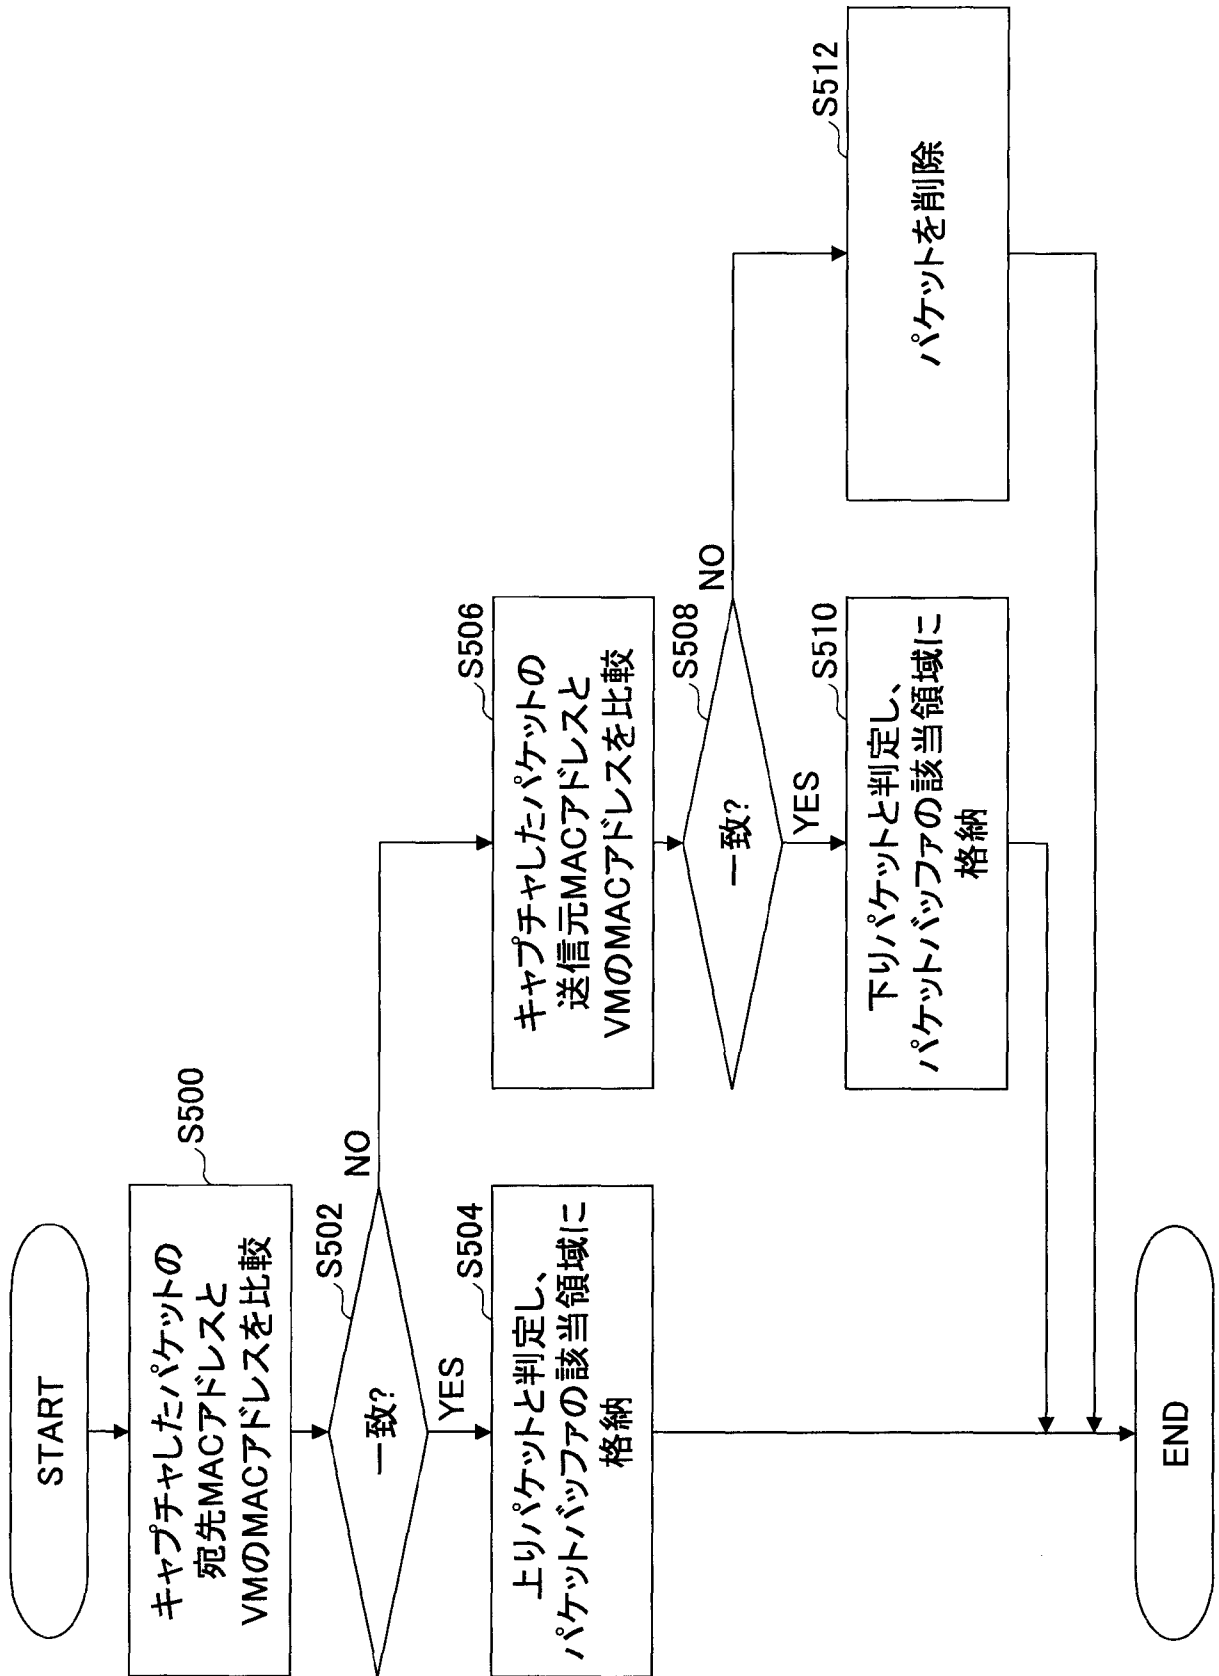 START
S500
キャプチャしたパケットの
宛先MACアドレスと
VMのMACアドレスを比較
S502
一致?
NO
YES
S504
上りパケットと判定し、
パケットバッファの該当領域に
格納
S506
キャプチャしたパケットの
送信元MACアドレスと
VMのMACアドレスを比較
S508
一致?
NO
YES
S510
下りパケットと判定し、
パケットバッファの該当領域に
格納
S512
パケットを削除
END